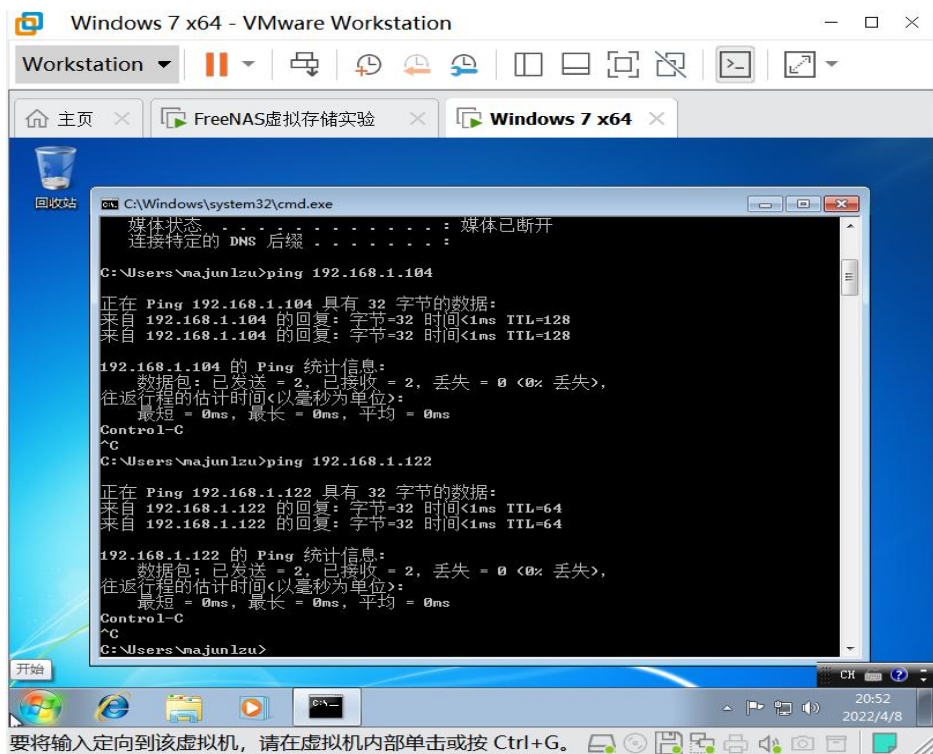 Windows 7 x64 - VMware Workstation
Workstation
主页
FreeNAS虚拟存储实验
Windows 7 x64
回收站
C:\Windows\system32\cmd.exe
媒体状态 . . . . . . . . . . . . : 媒体已断开
连接特定的 DNS 后缀 . . . . . . . :
C:\Users\majunlzu>ping 192.168.1.104
正在 Ping 192.168.1.104 具有 32 字节的数据:
来自 192.168.1.104 的回复: 字节=32 时间<1ms TTL=128
来自 192.168.1.104 的回复: 字节=32 时间<1ms TTL=128
192.168.1.104 的 Ping 统计信息:
数据包: 已发送 = 2, 已接收 = 2, 丢失 = 0 (0% 丢失),
往返行程的估计时间(以毫秒为单位):
最短 = 0ms, 最长 = 0ms, 平均 = 0ms
Control-C
^C
C:\Users\majunlzu>ping 192.168.1.122
正在 Ping 192.168.1.122 具有 32 字节的数据:
来自 192.168.1.122 的回复: 字节=32 时间<1ms TTL=64
来自 192.168.1.122 的回复: 字节=32 时间<1ms TTL=64
192.168.1.122 的 Ping 统计信息:
数据包: 已发送 = 2, 已接收 = 2, 丢失 = 0 (0% 丢失),
往返行程的估计时间(以毫秒为单位):
最短 = 0ms, 最长 = 0ms, 平均 = 0ms
Control-C
^C
C:\Users\majunlzu>
开始
CH
20:52
2022/4/8
要将输入定向到该虚拟机，请在虚拟机内部单击或按 Ctrl+G。